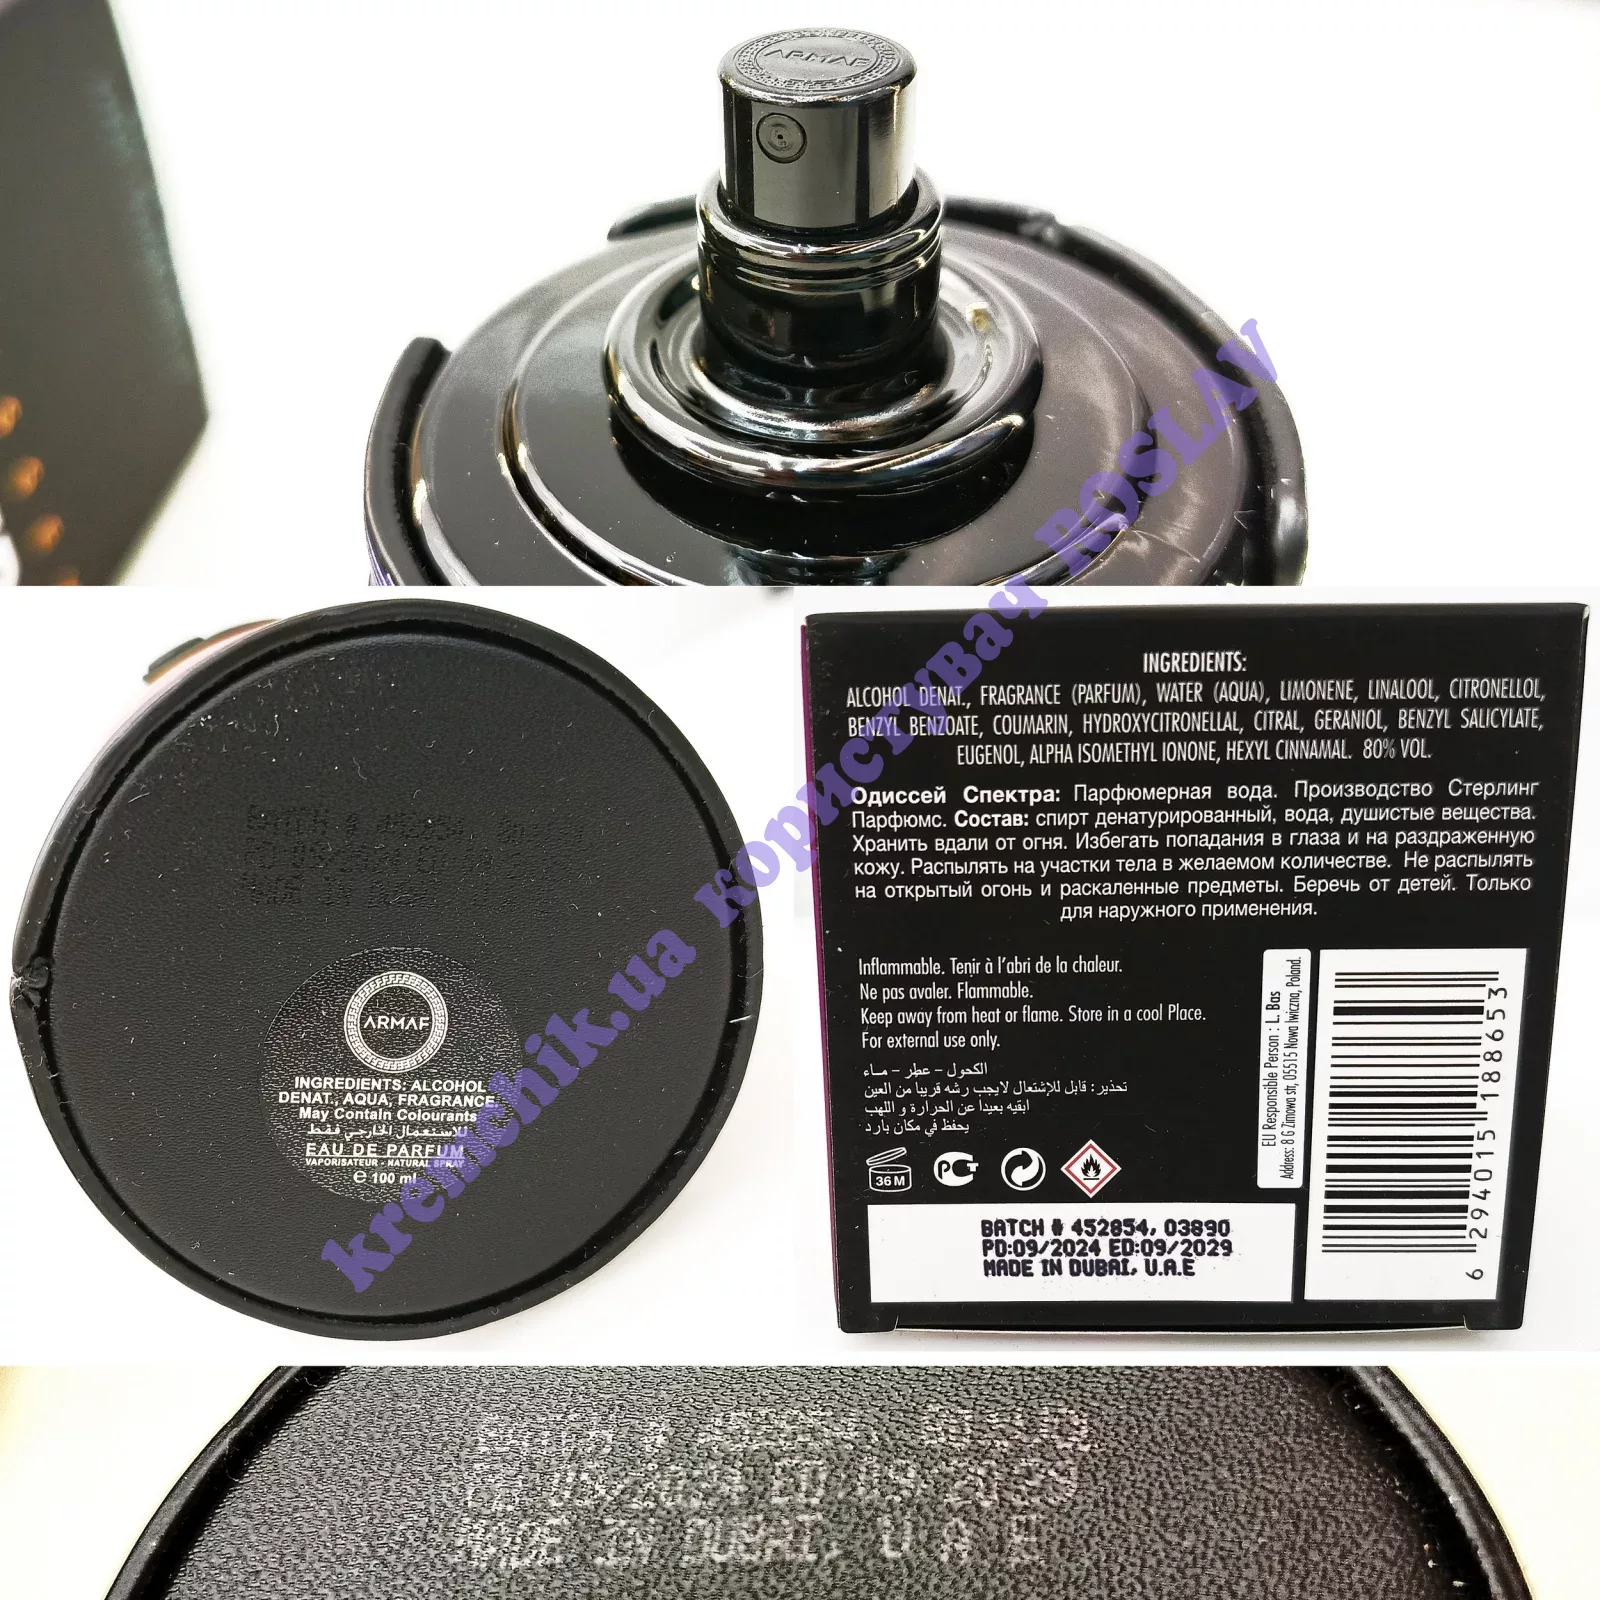 ARMAF
INGREDIENTS:
ALCOHOL DENAT., FRAGRANCE (PARFUM), WATER (AQUA), LIMONENE, LINALOOL, CITRONELLOL,
BENZYL BENZOATE, COUMARIN, HYDROXYCITRONELLAL, CITRAL, GERANIOL, BENZYL SALICYLATE,
EUGENOL, ALPHA ISOMETHYL IONONE, HEXYL CINNAMAL. 80% VOL.
Одиссей Спектра: Парфюмерная вода. Производство Стерлинг
Парфюмс. Состав: спирт денатурированный, вода, душистые вещества.
Хранить вдали от огня. Избегать попадания в глаза и на раздраженную
кожу. Распылять на участки тела в желаемом количестве. Не распылять
на открытый огонь и раскаленные предметы. Беречь от детей. Только
для наружного применения.
Inflammable. Tenir à l'abri de la chaleur.
Ne pas avaler. Flammable.
Keep away from heat or flame. Store in a cool Place.
For external use only.
الكحول – عطر – ماء
تحذير: قابل للإشتعال لايجب رشه قريبا من العين
ابقيه بعيدا عن الحرارة و اللهب
يحفظ في مكان بارد
36 M
EU Responsible Person : L. Bas
Address: 8 G Zimowa str, 05515 Nowa Iwiczna, Poland.
6 294015 188653
BATCH # 452854, 03890
PD:09/2024 ED:09/2029
MADE IN DUBAI, U.A.E
ARMAF
INGREDIENTS: ALCOHOL
DENAT., AQUA, FRAGRANCE
May Contain Colourants
للاستعمال الخارجي فقط
EAU DE PARFUM
VAPORISATEUR - NATURAL SPRAY
e 100 ml
MADE IN DUBAI, U A E
kremchik.ua користувач ROSLAV